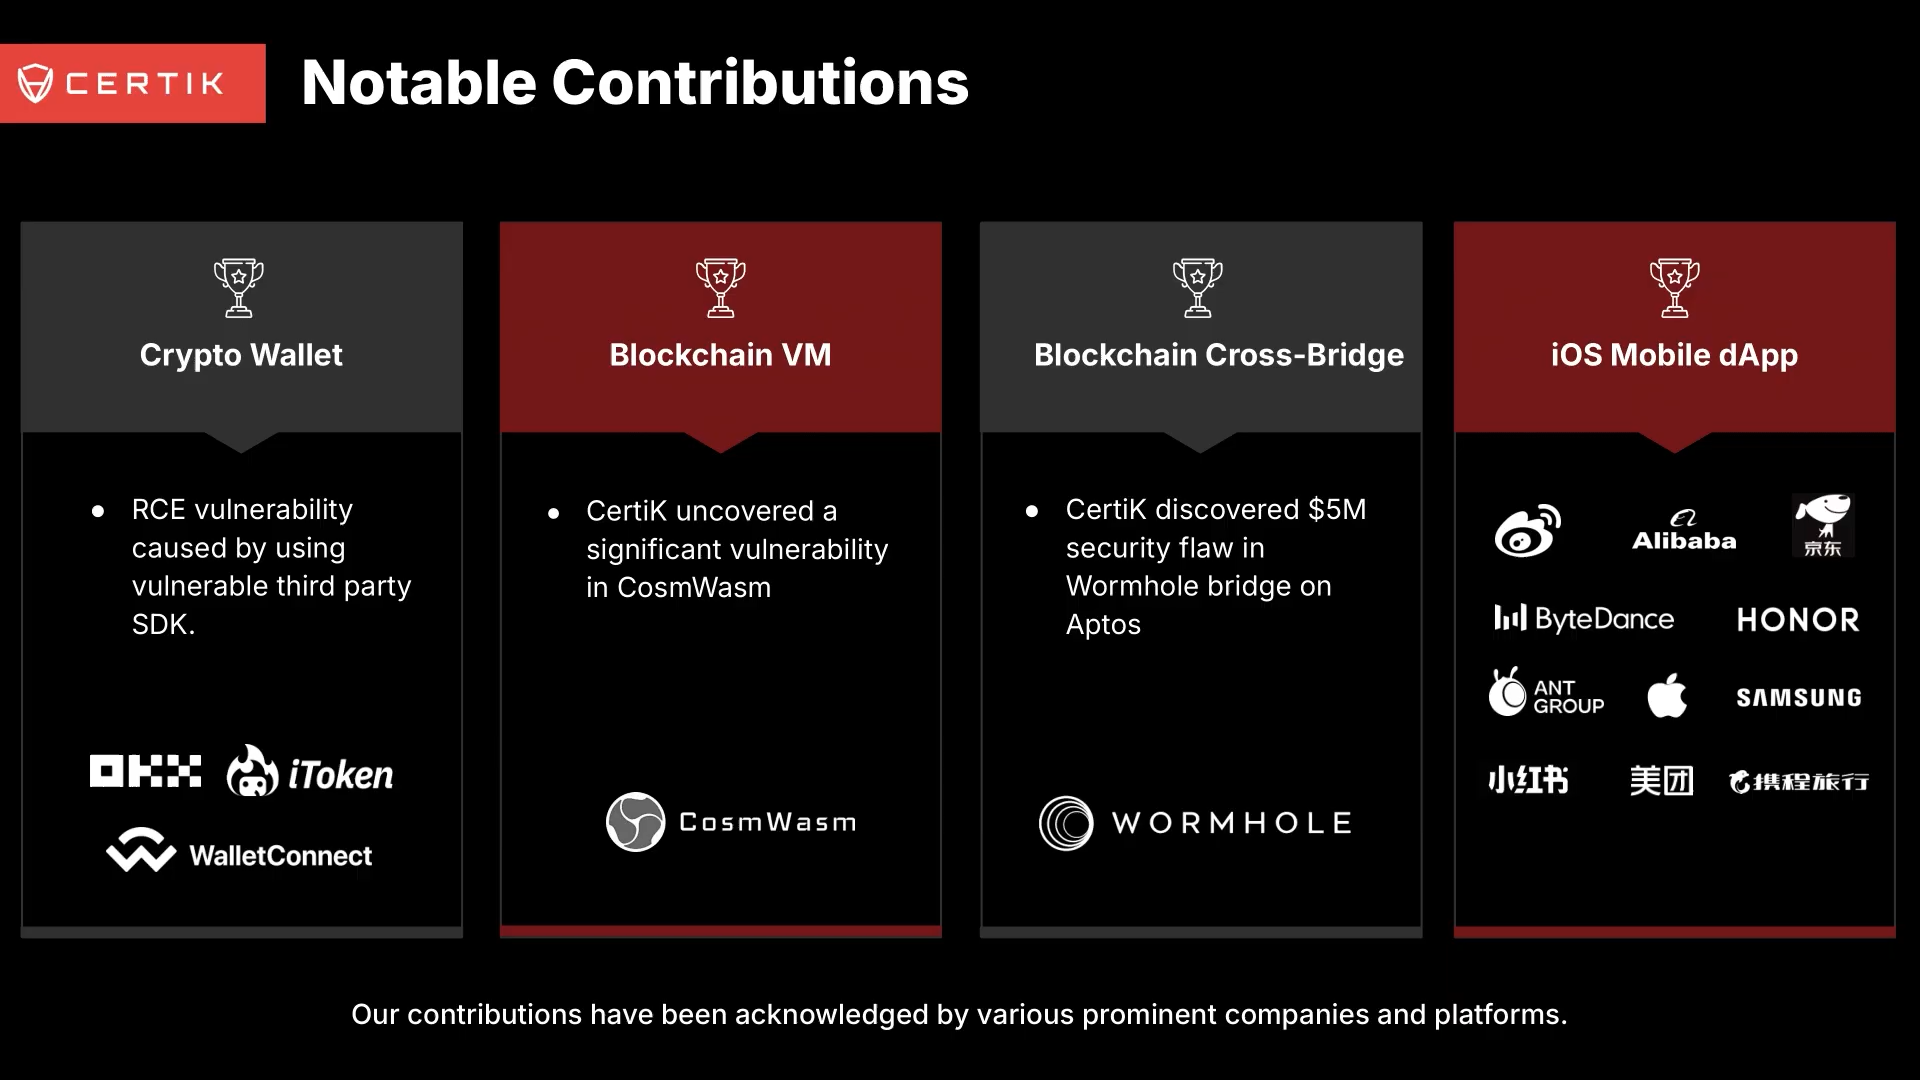 CERTIK
Notable Contributions
Crypto Wallet
● RCE vulnerability
caused by using
vulnerable third party
SDK.
OKX
iToken
WalletConnect
Blockchain VM
● CertiK uncovered a
significant vulnerability
in CosmWasm
CosmWasm
Blockchain Cross-Bridge
● CertiK discovered $5M
security flaw in
Wormhole bridge on
Aptos
WORMHOLE
iOS Mobile dApp
Alibaba
京东
ByteDance
HONOR
ANT
GROUP
SAMSUNG
小红书
美团
携程旅行
Our contributions have been acknowledged by various prominent companies and platforms.